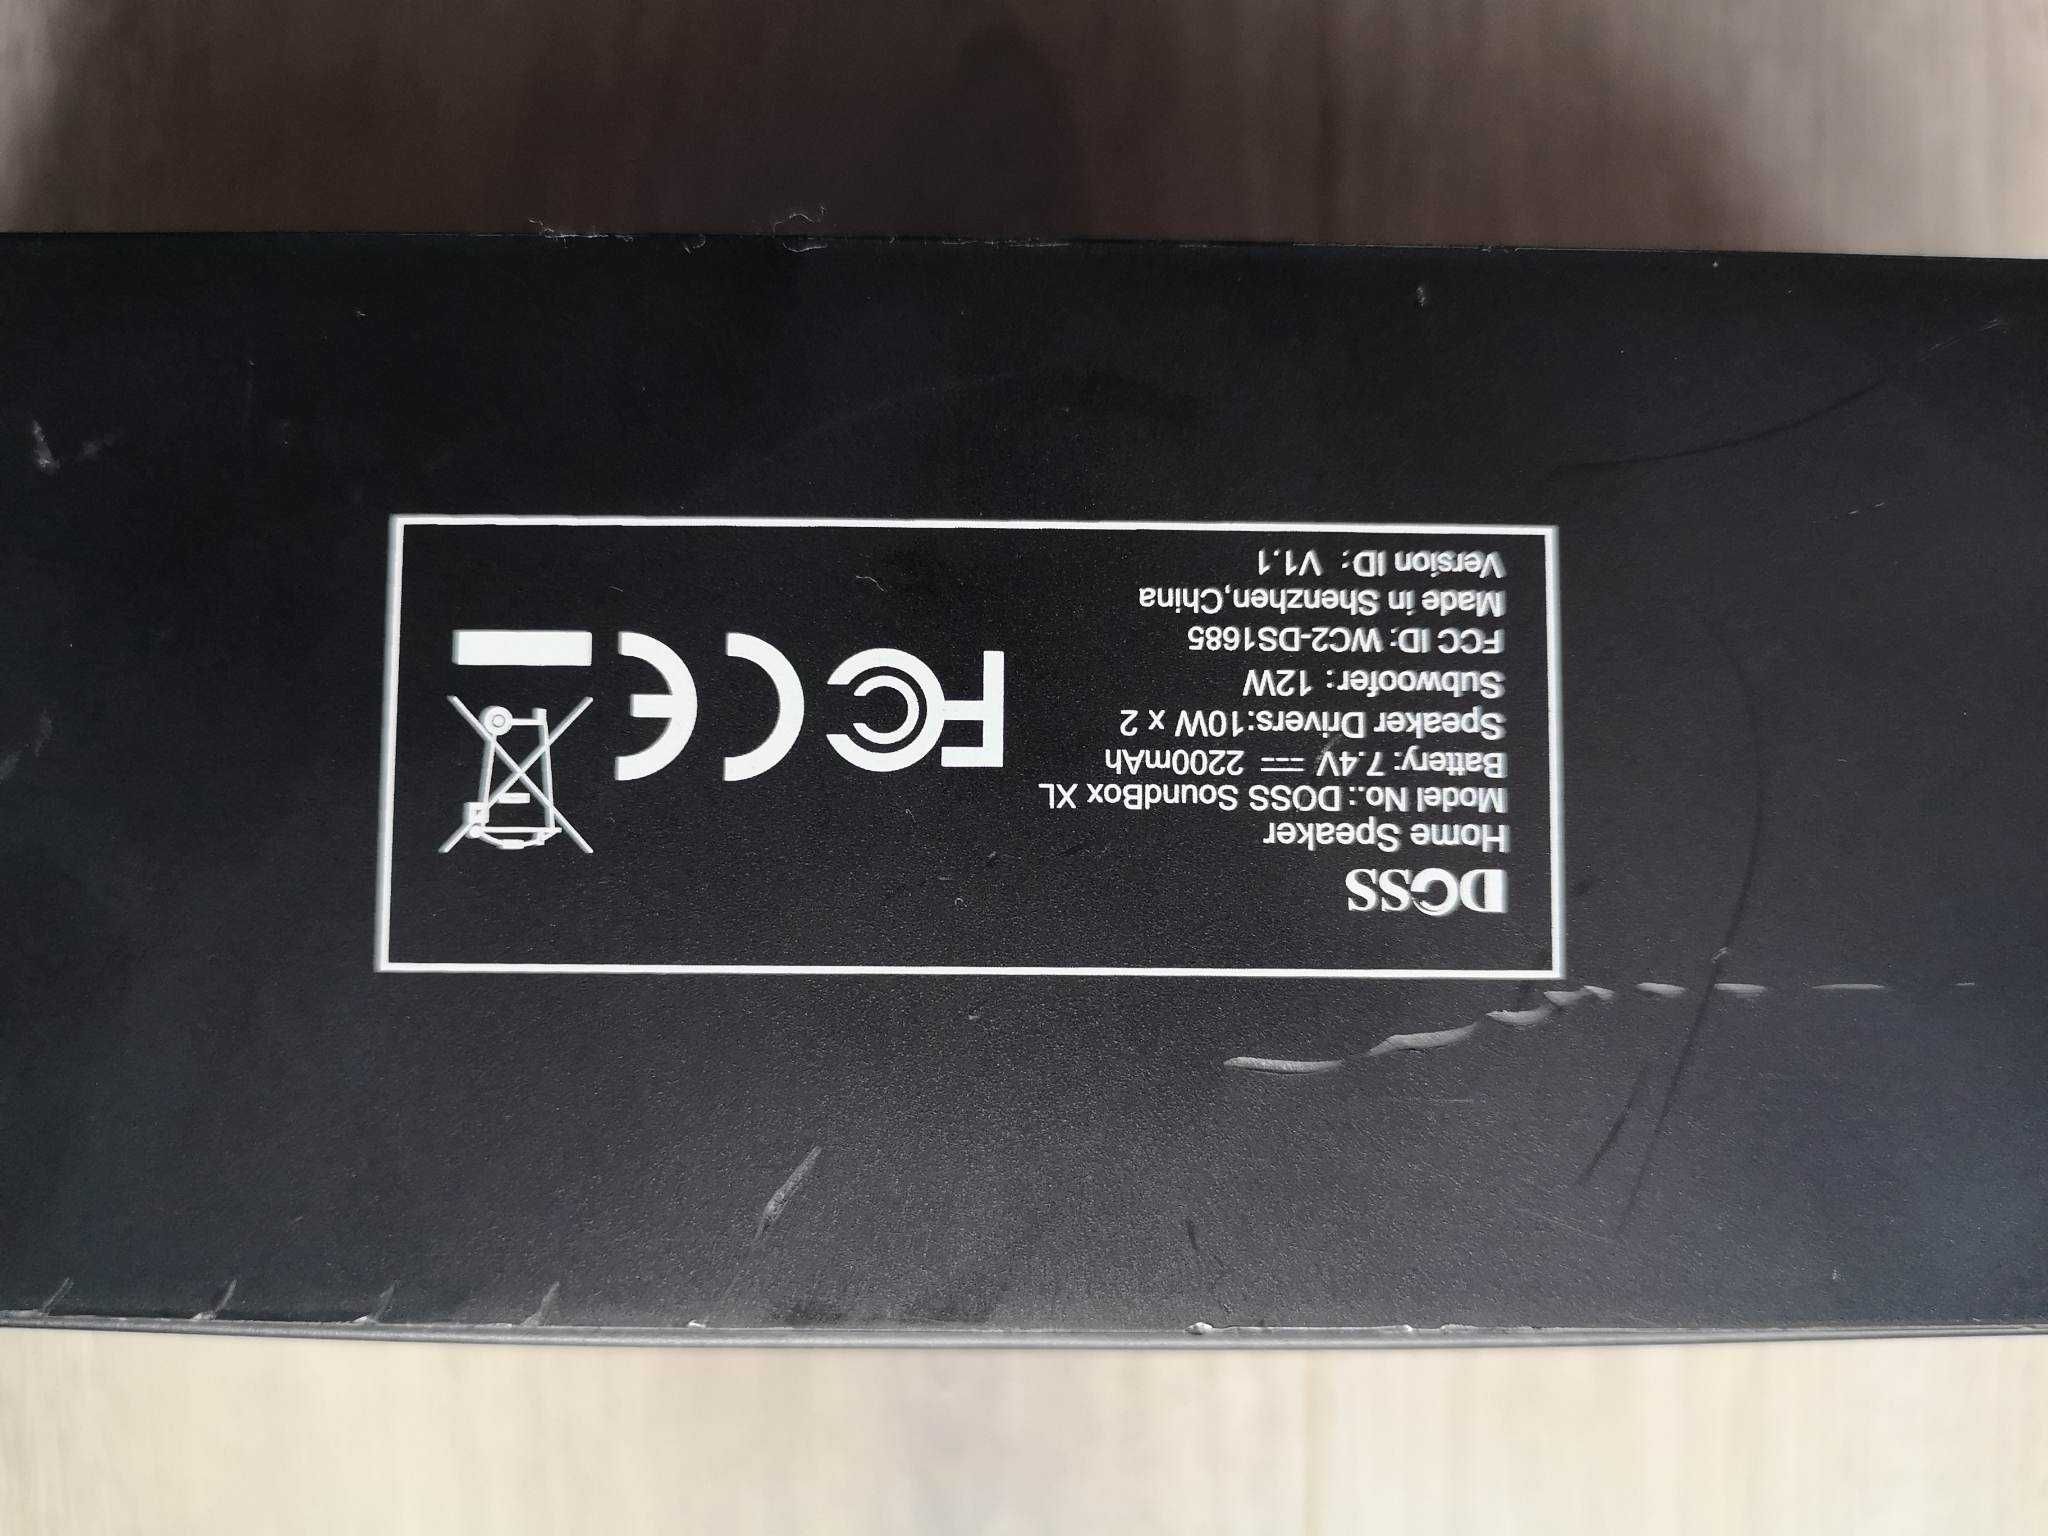 DOSS
Home Speaker
Model No.: DOSS SoundBox XL
Battery: 7.4V ⎓ 2200mAh
Speaker Drivers:10W x 2
Subwoofer: 12W
FCC ID: WC2-DS1685
Made in Shenzhen,China
Version ID: V1.1
FC CE